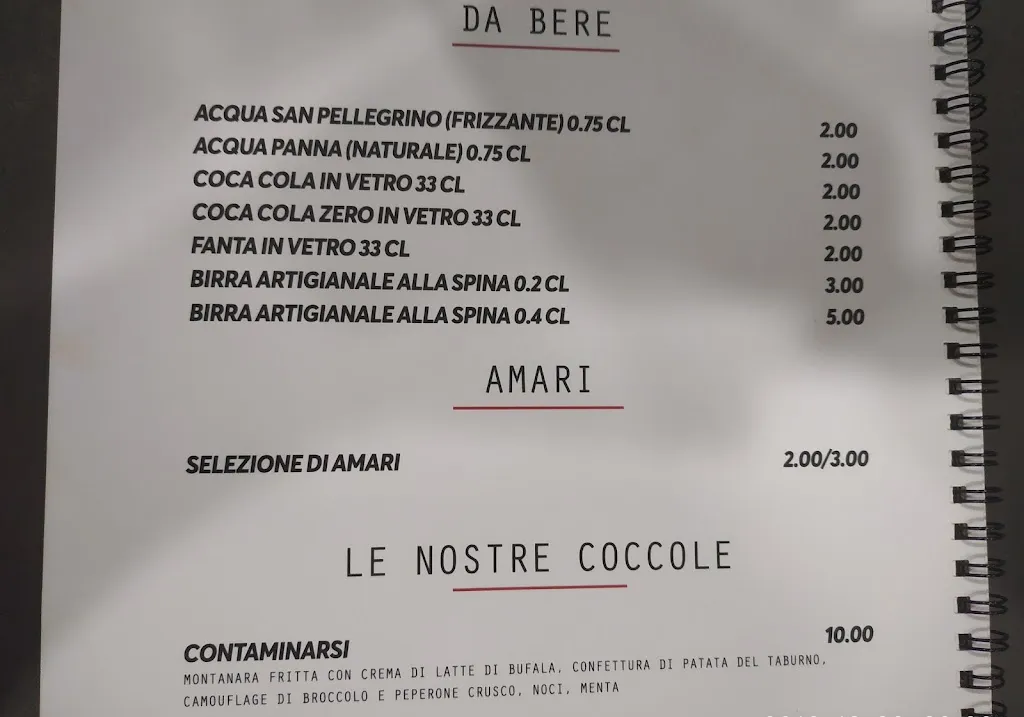 DA BERE
ACQUA SAN PELLEGRINO (FRIZZANTE) 0.75 CL 2.00
ACQUA PANNA (NATURALE) 0.75 CL 2.00
COCA COLA IN VETRO 33 CL 2.00
COCA COLA ZERO IN VETRO 33 CL 2.00
FANTA IN VETRO 33 CL 2.00
BIRRA ARTIGIANALE ALLA SPINA 0.2 CL 3.00
BIRRA ARTIGIANALE ALLA SPINA 0.4 CL 5.00
AMARI
SELEZIONE DI AMARI 2.00/3.00
LE NOSTRE COCCOLE
CONTAMINARSI 10.00
MONTANARA FRITTA CON CREMA DI LATTE DI BUFALA, CONFETTURA DI PATATA DEL TABURNO,
CAMOUFLAGE DI BROCCOLO E PEPERONE CRUSCO, NOCI, MENTA